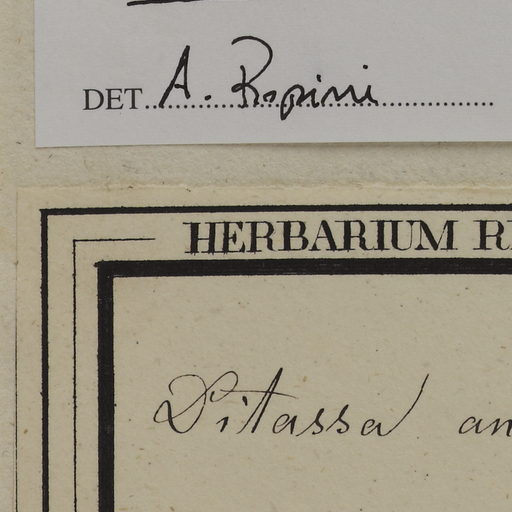 DET. A. Rapini
HERBARIUM R
Ditassa an